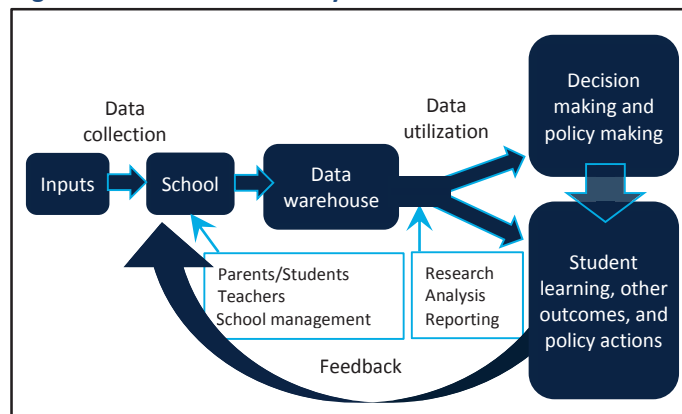 Data
collection
Data
utilization
Decision
making and
policy making
Inputs
School
Data
warehouse
Parents/Students
Teachers
School management
Research
Analysis
Reporting
Student
learning, other
outcomes, and
policy actions
Feedback